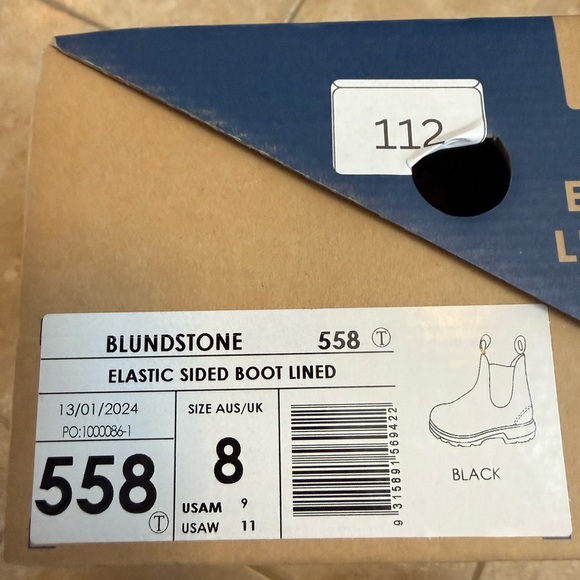 112
E
L
BLUNDSTONE 558 T
ELASTIC SIDED BOOT LINED
13/01/2024
PO:1000086-1
558 T
SIZE AUS/UK
8
USAM 9
USAW 11
9 315891 569422
BLACK